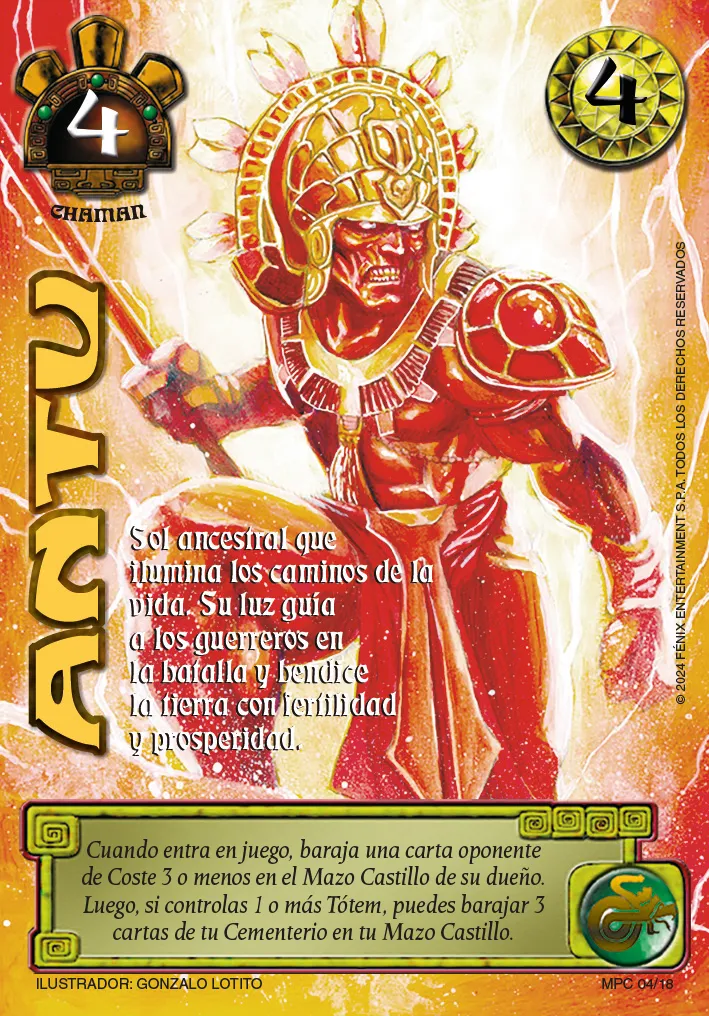 4
CHAMAN
4
ANTU
Sol ancestral que
ilumina los caminos de la
vida. Su luz guía
a los guerreros en
la batalla y bendice
la tierra con fertilidad
y prosperidad.
© 2024 FÉNIX ENTERTAINMENT S.P.A. TODOS LOS DERECHOS RESERVADOS
Cuando entra en juego, baraja una carta oponente
de Coste 3 o menos en el Mazo Castillo de su dueño.
Luego, si controlas 1 o más Tótem, puedes barajar 3
cartas de tu Cementerio en tu Mazo Castillo.
ILUSTRADOR: GONZALO LOTITO
MPC 04/18